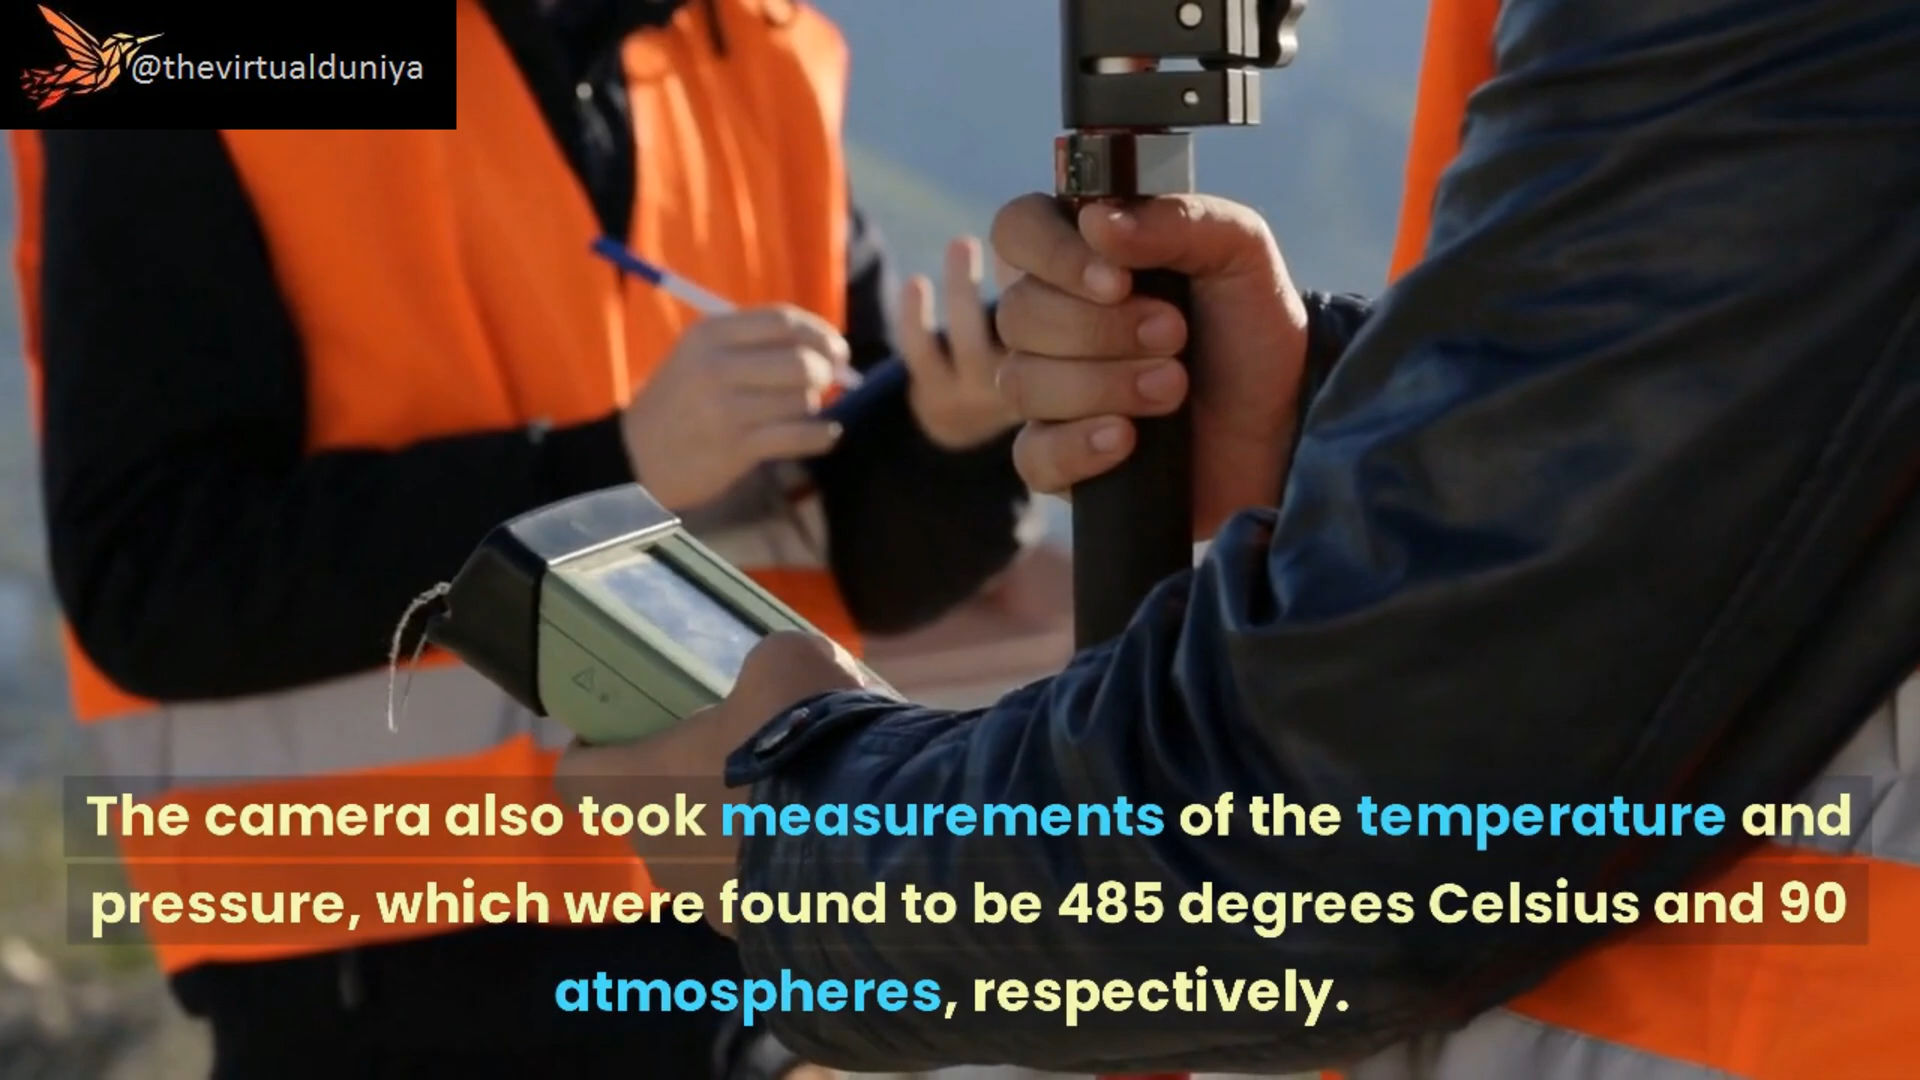 @thevirtualduniya
The camera also took measurements of the temperature and
pressure, which were found to be 485 degrees Celsius and 90
atmospheres, respectively.